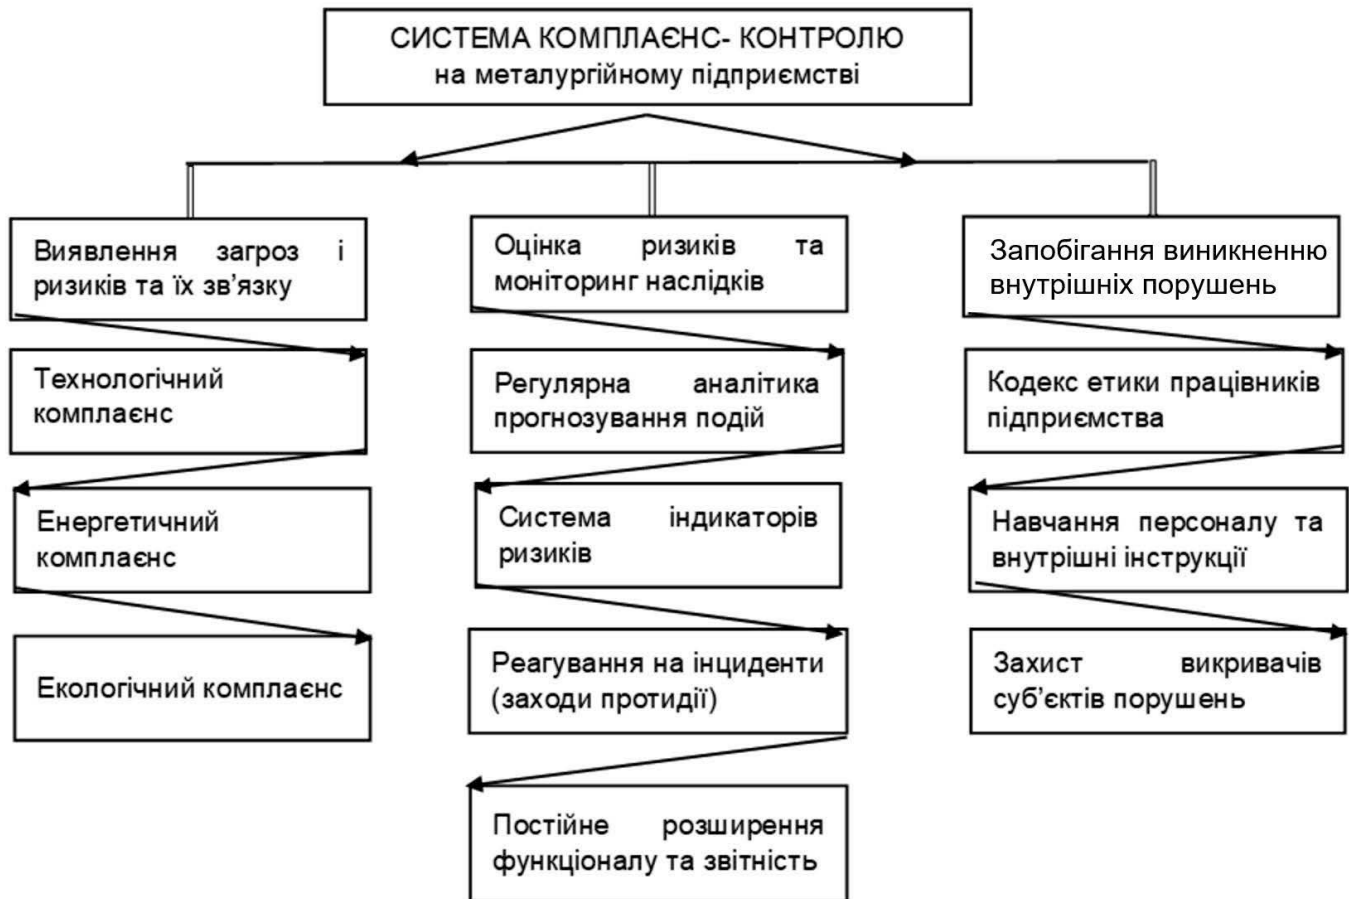 СИСТЕМА КОМПЛАЄНС- КОНТРОЛЮ
на металургійному підприємстві
Виявлення загроз і
ризиків та їх зв’язку
Технологічний
комплаєнс
Енергетичний
комплаєнс
Екологічний комплаєнс
Оцінка ризиків та
моніторинг наслідків
Регулярна аналітика
прогнозування подій
Система індикаторів
ризиків
Реагування на інциденти
(заходи протидії)
Постійне розширення
функціоналу та звітність
Запобігання виникненню
внутрішніх порушень
Кодекс етики працівників
підприємства
Навчання персоналу та
внутрішні інструкції
Захист викривачів
суб’єктів порушень